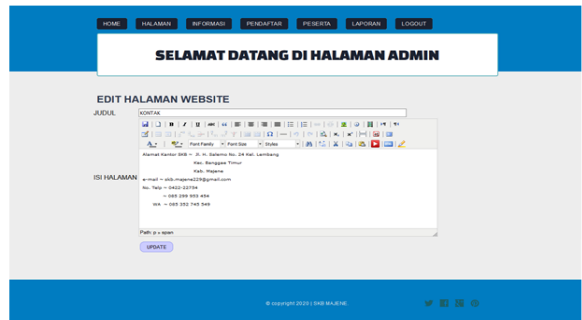 HOME HALAMAN INFORMASI PENDAFTAR PESERTA LAPORAN LOGOUT
SELAMAT DATANG DI HALAMAN ADMIN
EDIT HALAMAN WEBSITE
JUDUL KONTAK
Font Family Font Size Styles
ISI HALAMAN
Alamat Kantor SKB = Jl. H. Salemo No. 24 Kel. Lembang
Kec. Banggae Timur
Kab. Majene
e-mail = skb.majene225@gmail.com
No. Telp = 0422-22754
= 085 299 993 494
WA = 085 352 745 549
Path: p » span
UPDATE
© copyright 2020 | SKB MAJENE